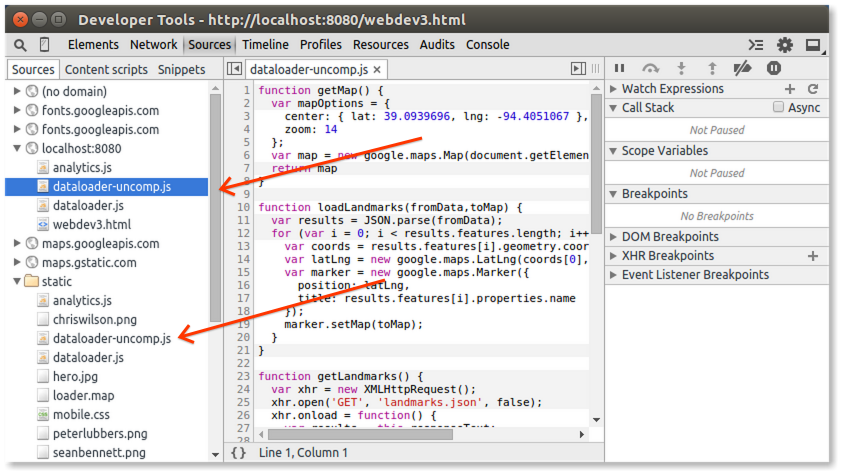 Developer Tools - http://localhost:8080/webdev3.html
Elements Network Sources Timeline Profiles Resources Audits Console
Sources Content scripts Snippets
(no domain)
fonts.googleapis.com
fonts.googleapis.com
localhost:8080
analytics.js
dataloader-uncomp.js
dataloader.js
webdev3.html
maps.googleapis.com
maps.gstatic.com
static
analytics.js
chriswilson.png
dataloader-uncomp.js
dataloader.js
hero.jpg
loader.map
mobile.css
peterlubbers.png
seanbennett.png
dataloader-uncomp.js ×
1 function getMap() {
2 var mapOptions = {
3 center: { lat: 39.0939696, lng: -94.4051067 },
4 zoom: 14
5 };
6 var map = new google.maps.Map(document.getElemen
7 return map
8 }
9
10 function loadLandmarks(fromData,toMap) {
11 var results = JSON.parse(fromData);
12 for (var i = 0; i < results.features.length; i++
13 var coords = results.features[i].geometry.coor
14 var latLng = new google.maps.LatLng(coords[0],
15 var marker = new google.maps.Marker({
16 position: latLng,
17 title: results.features[i].properties.name
18 });
19 marker.setMap(toMap);
20 }
21 }
22
23 function getLandmarks() {
24 var xhr = new XMLHttpRequest();
25 xhr.open('GET', 'landmarks.json', false);
26 xhr.onload = function() {
27 var results = this.responseText;
28
{} Line 1, Column 1
Watch Expressions
Call Stack Async
Not Paused
Scope Variables
Not Paused
Breakpoints
No Breakpoints
DOM Breakpoints
XHR Breakpoints
Event Listener Breakpoints